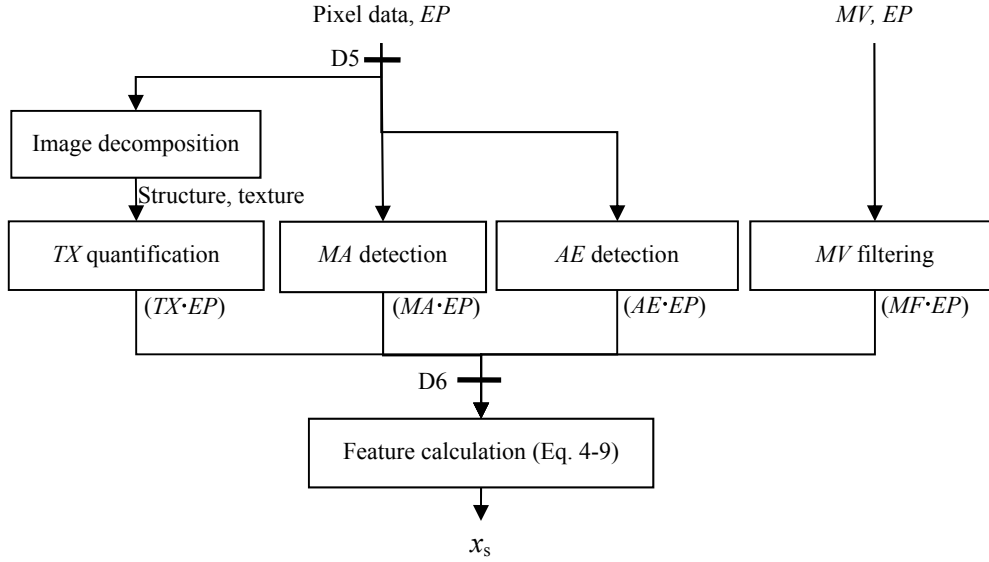 Pixel data, EP
MV, EP
D5
Image decomposition
Structure, texture
TX quantification
MA detection
AE detection
MV filtering
(TX·EP)
(MA·EP)
(AE·EP)
(MF·EP)
D6
Feature calculation (Eq. 4-9)
xs